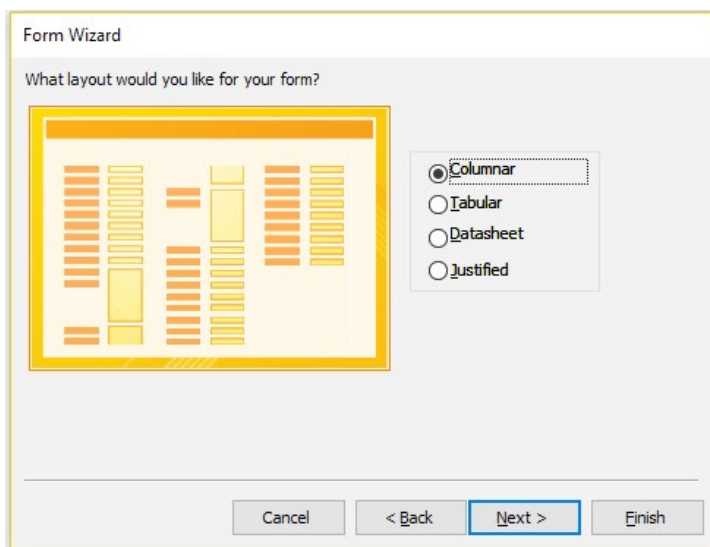 Form Wizard
What layout would you like for your form?
Columnar
Tabular
Datasheet
Justified
Cancel
< Back
Next >
Finish